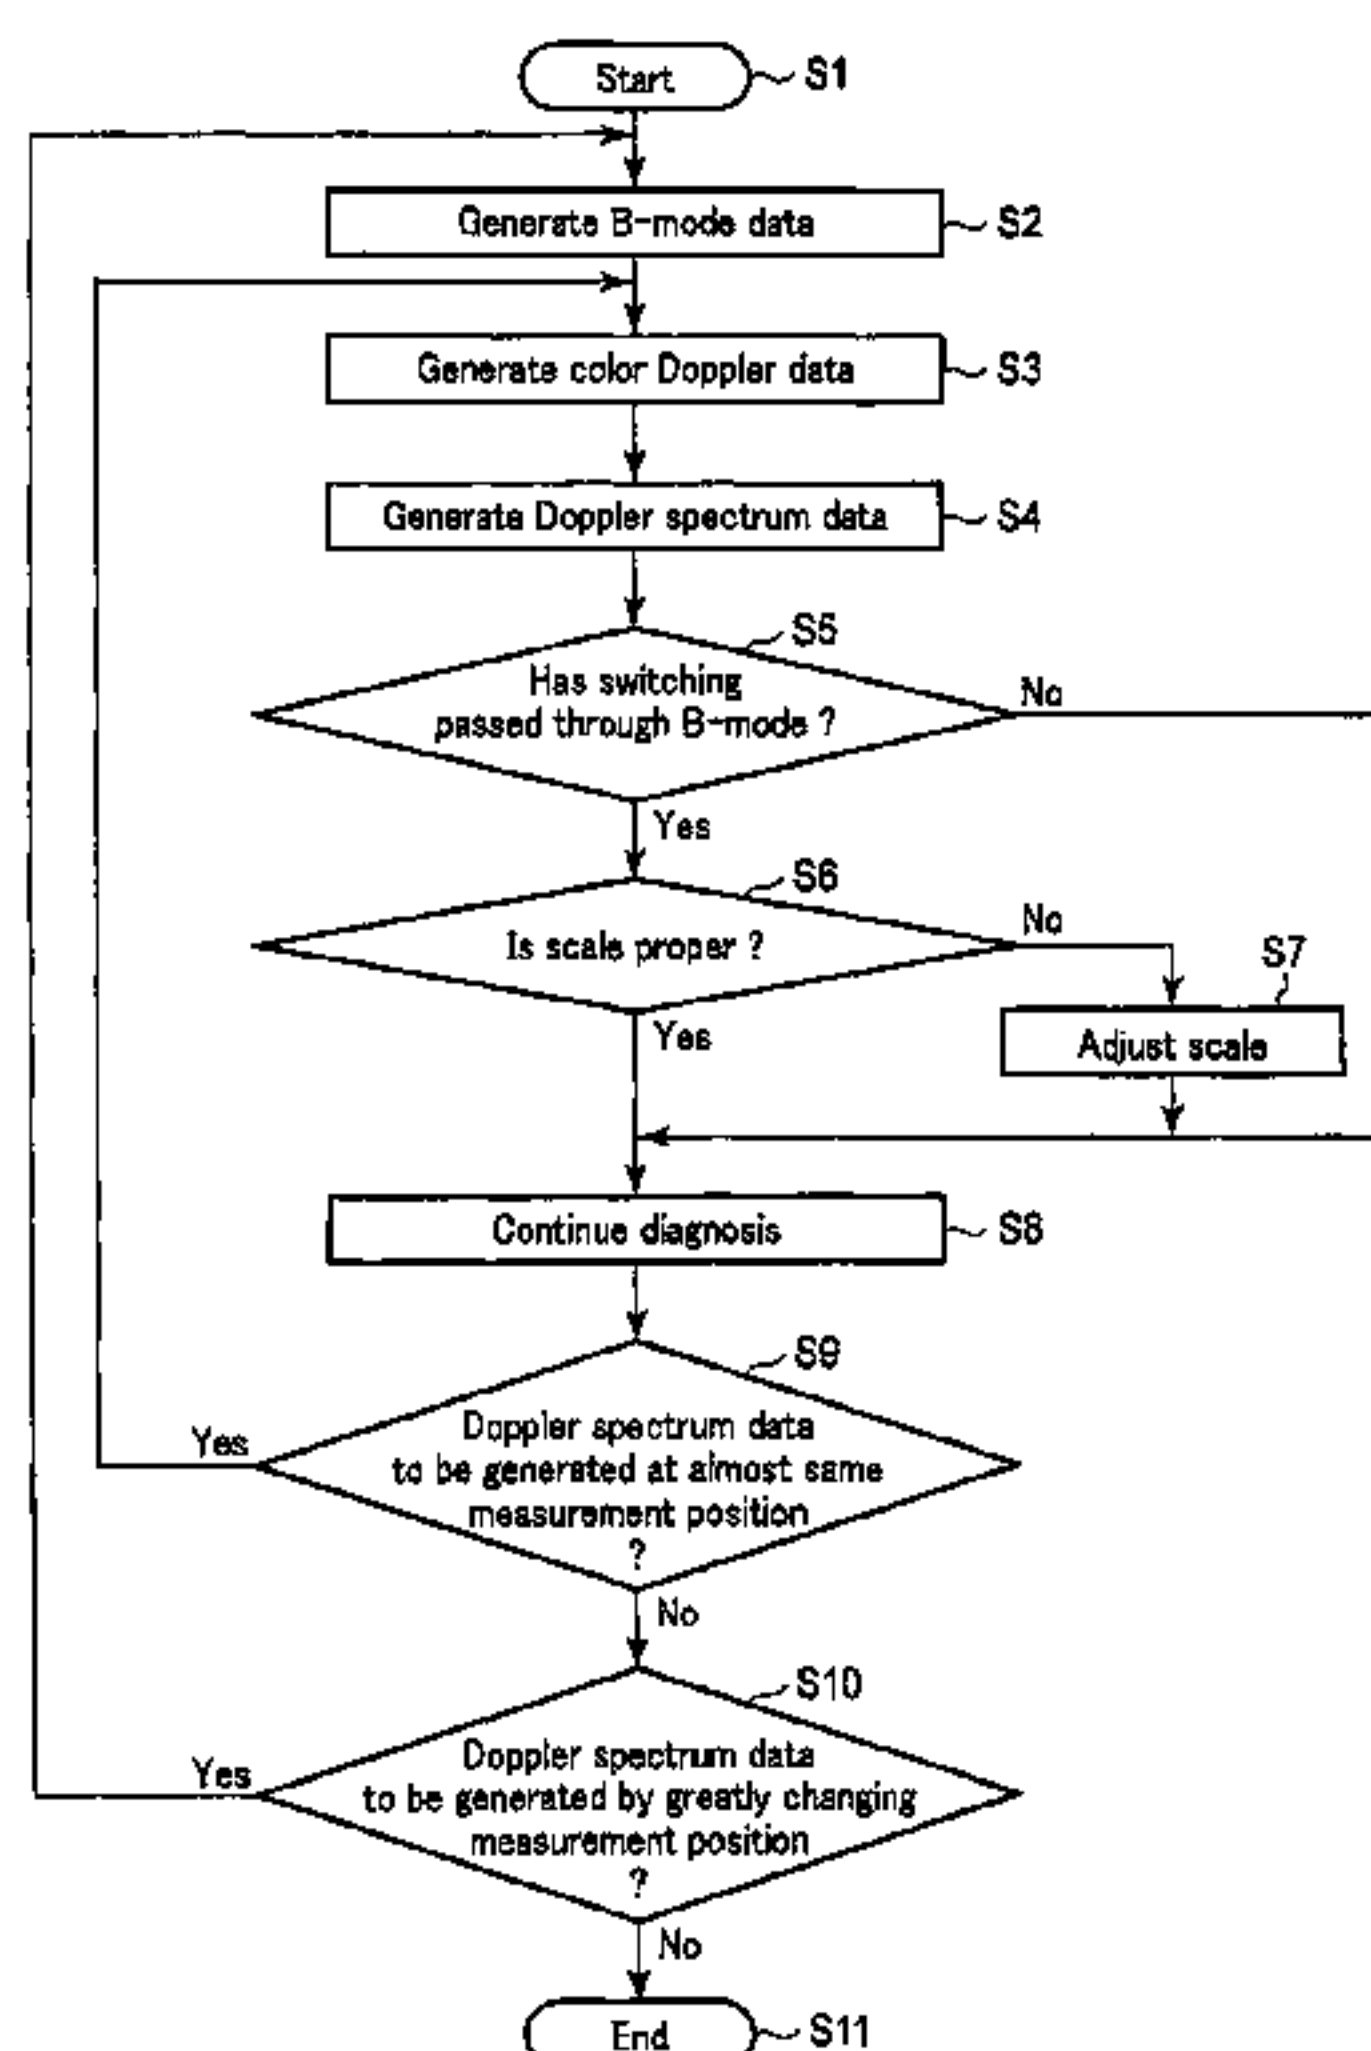 Start
S1
Generate B-mode data
S2
Generate color Doppler data
S3
Generate Doppler spectrum data
S4
S5
Has switching
passed through B-mode ?
No
Yes
S6
Is scale proper ?
No
S7
Yes
Adjust scale
Continue diagnosis
S8
S9
Doppler spectrum data
to be generated at almost same
measurement position
?
Yes
No
S10
Doppler spectrum data
to be generated by greatly changing
measurement position
?
Yes
No
End
S11